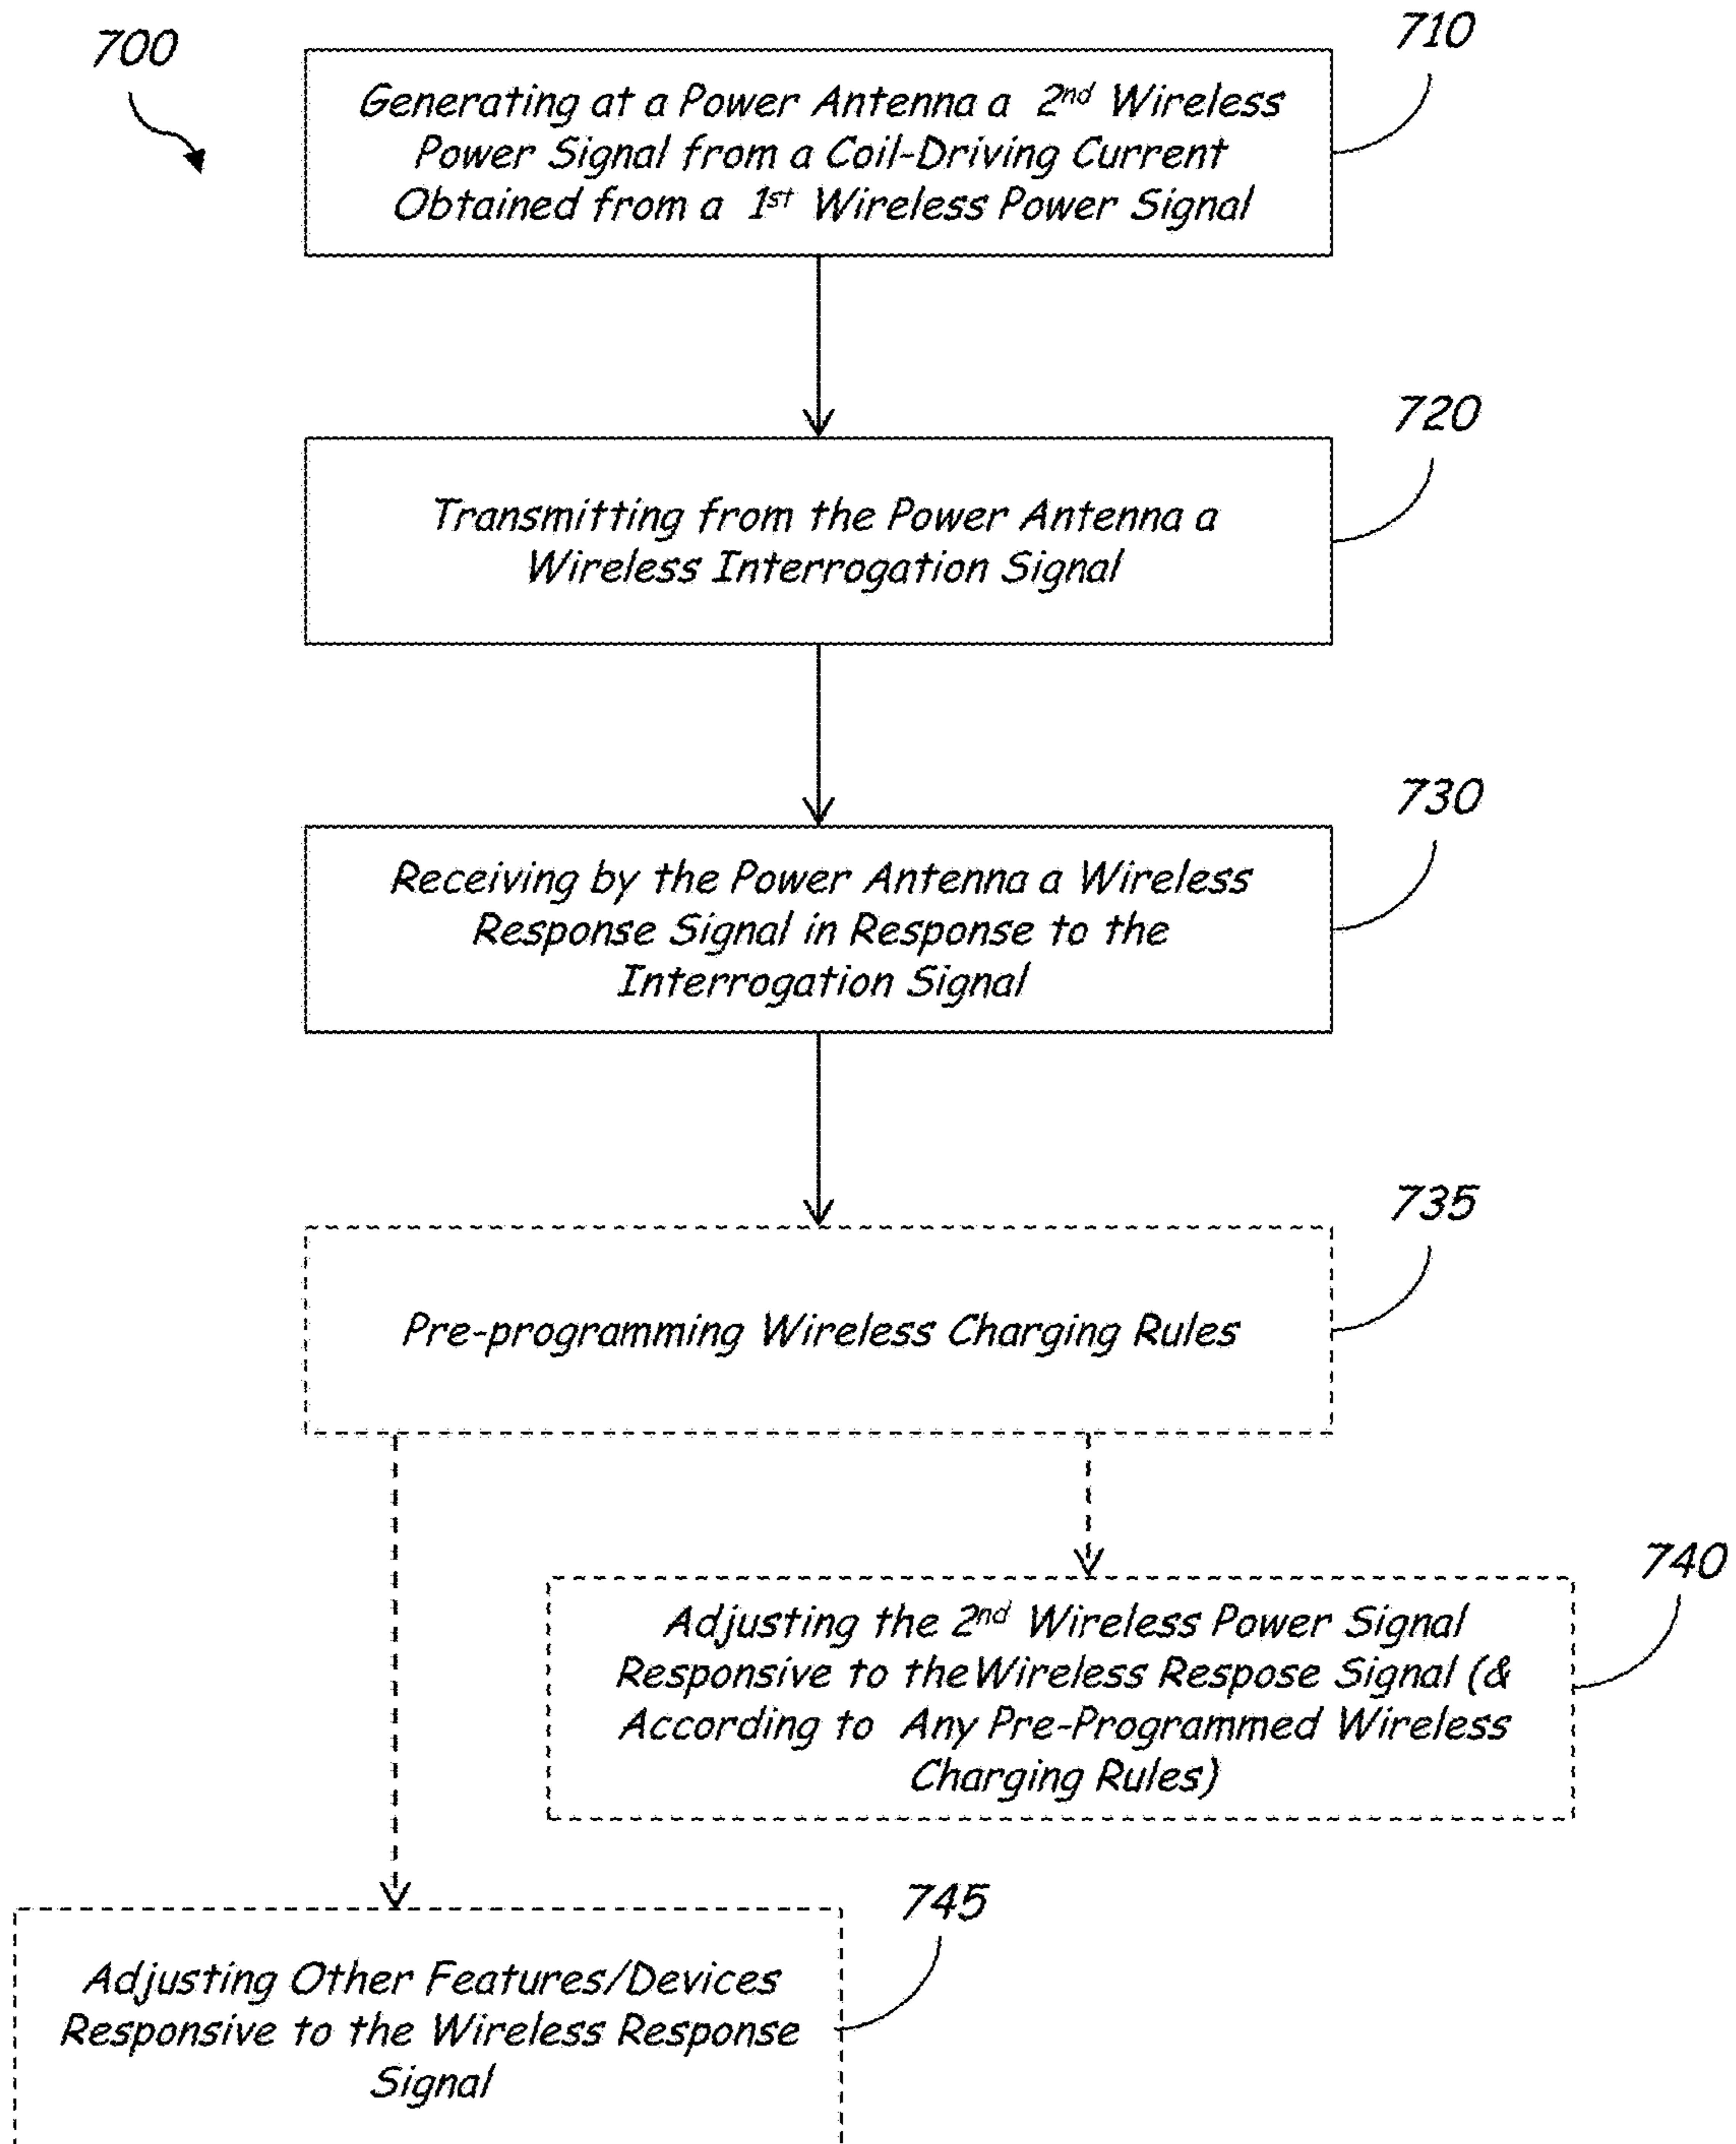 700
710
Generating at a Power Antenna a 2nd Wireless
Power Signal from a Coil-Driving Current
Obtained from a 1st Wireless Power Signal
720
Transmitting from the Power Antenna a
Wireless Interrogation Signal
730
Receiving by the Power Antenna a Wireless
Response Signal in Response to the
Interrogation Signal
735
Pre-programming Wireless Charging Rules
740
Adjusting the 2nd Wireless Power Signal
Responsive to theWireless Respose Signal (&
According to Any Pre-Programmed Wireless
Charging Rules)
745
Adjusting Other Features/Devices
Responsive to the Wireless Response
Signal